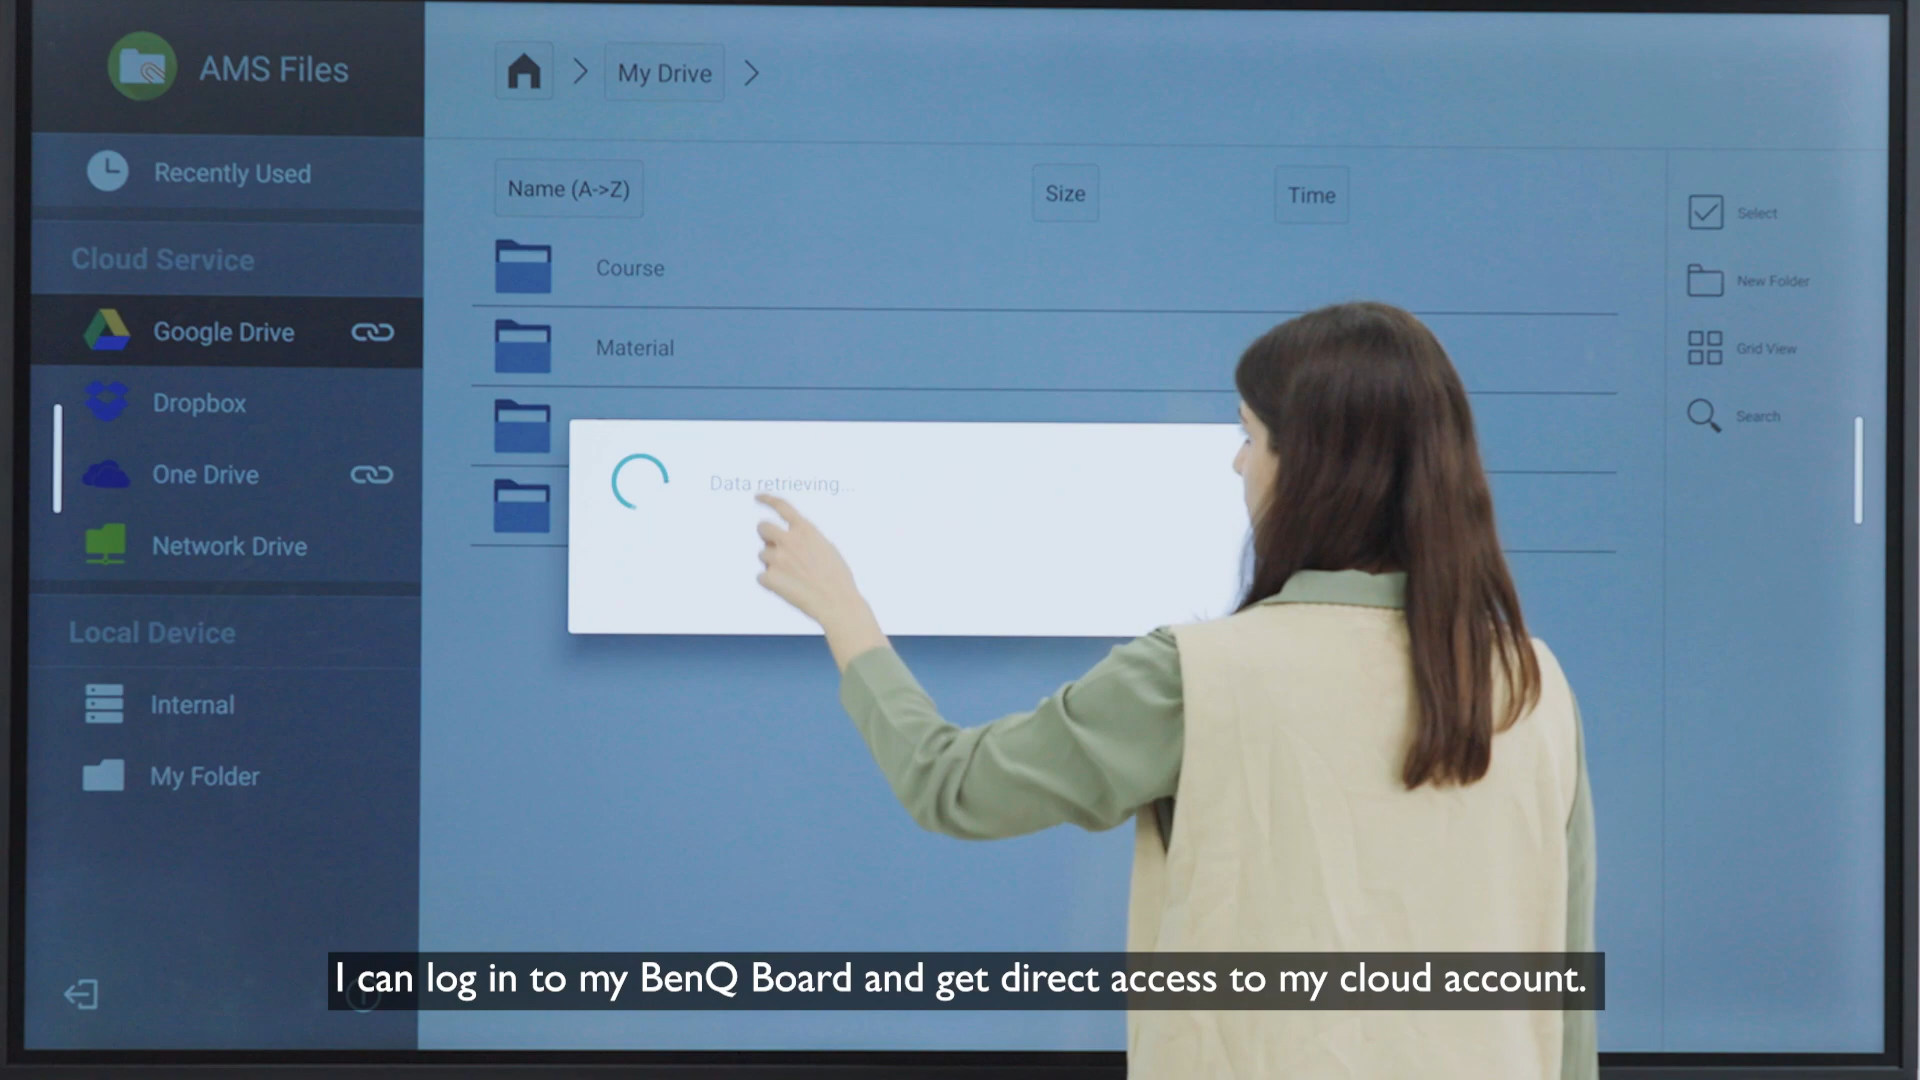 AMS Files
My Drive
Recently Used
Name (A->Z)
Size
Time
Select
Cloud Service
Course
New Folder
Google Drive
Material
Grid View
Dropbox
Search
One Drive
Data retrieving...
Network Drive
Local Device
Internal
My Folder
I can log in to my BenQ Board and get direct access to my cloud account.